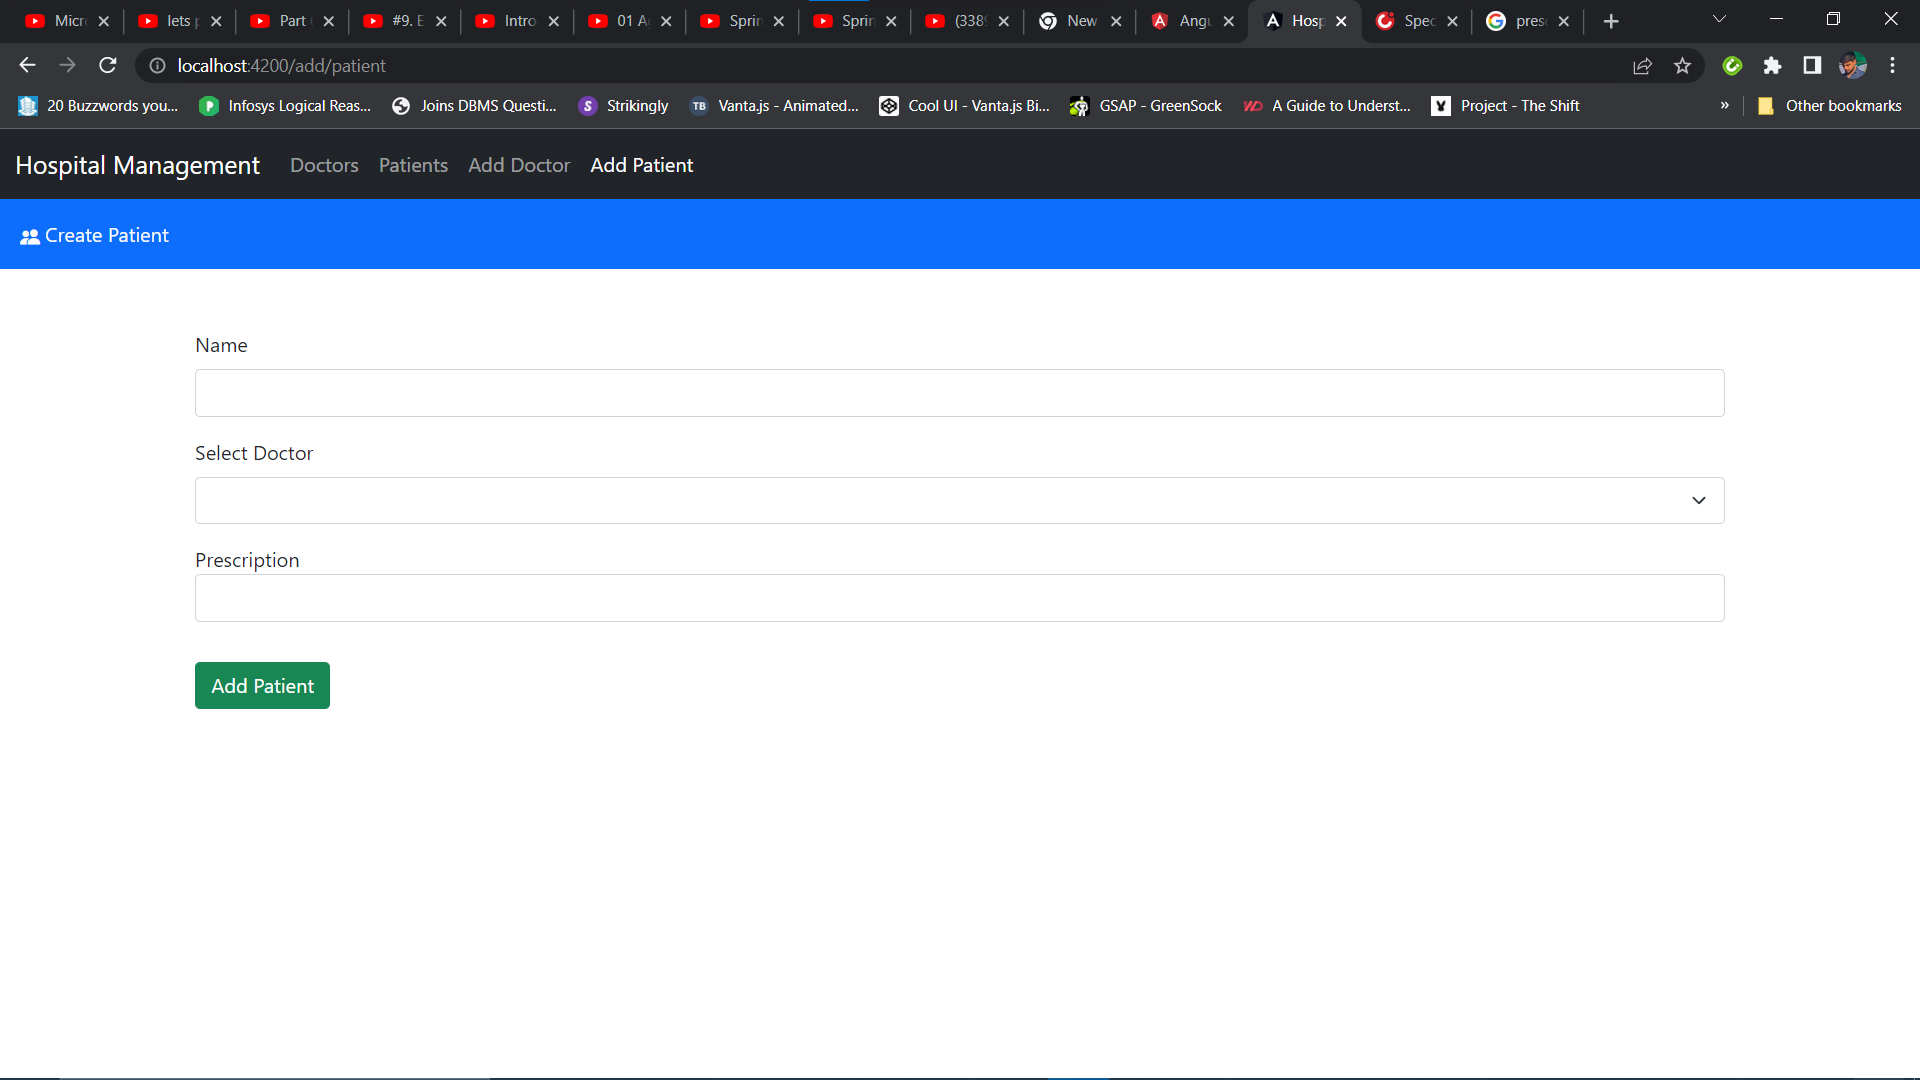 Micr lets Part #9. E Intro 01 A Sprin Sprin (338 New Angu Hosp Spec pres
localhost:4200/add/patient
20 Buzzwords you... Infosys Logical Reas... Joins DBMS Questi... S Strikingly TB Vanta.js - Animated... Cool UI - Vanta.js Bi... GSAP - GreenSock A Guide to Underst... Project - The Shift » Other bookmarks
Hospital Management Doctors Patients Add Doctor Add Patient
Create Patient
Name
Select Doctor
Prescription
Add Patient